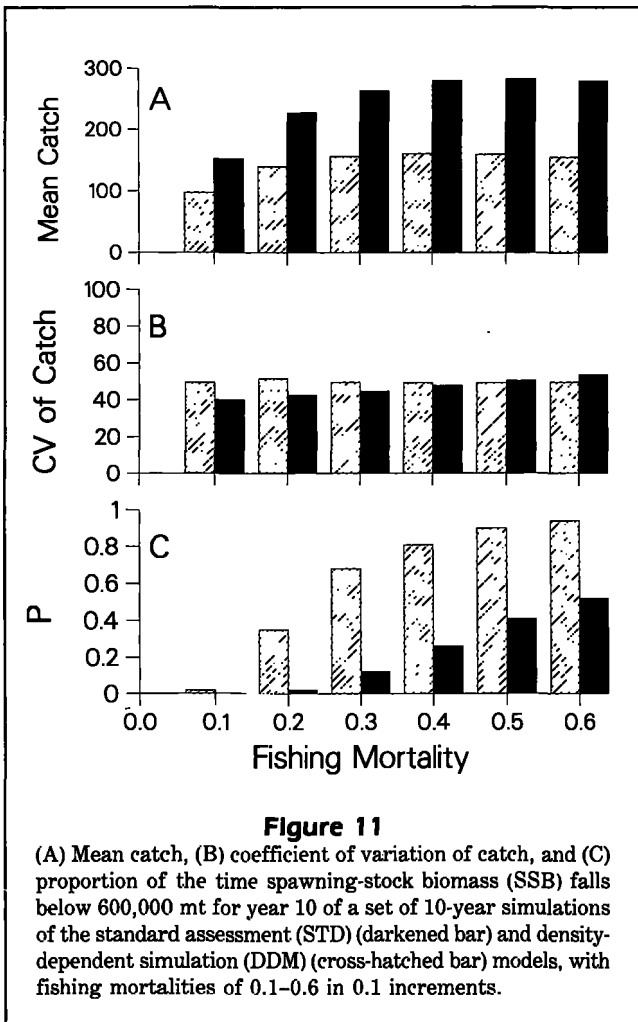 300
200
100
0
Mean Catch
A
100
80
60
40
20
0
CV of Catch
B
1
0.8
0.6
0.4
0.2
0
P
C
0.0 0.1 0.2 0.3 0.4 0.5 0.6
Fishing Mortality
Figure 11
(A) Mean catch, (B) coefficient of variation of catch, and (C)
proportion of the time spawning-stock biomass (SSB) falls
below 600,000 mt for year 10 of a set of 10-year simulations
of the standard assessment (STD) (darkened bar) and density-
dependent simulation (DDM) (cross-hatched bar) models, with
fishing mortalities of 0.1–0.6 in 0.1 increments.